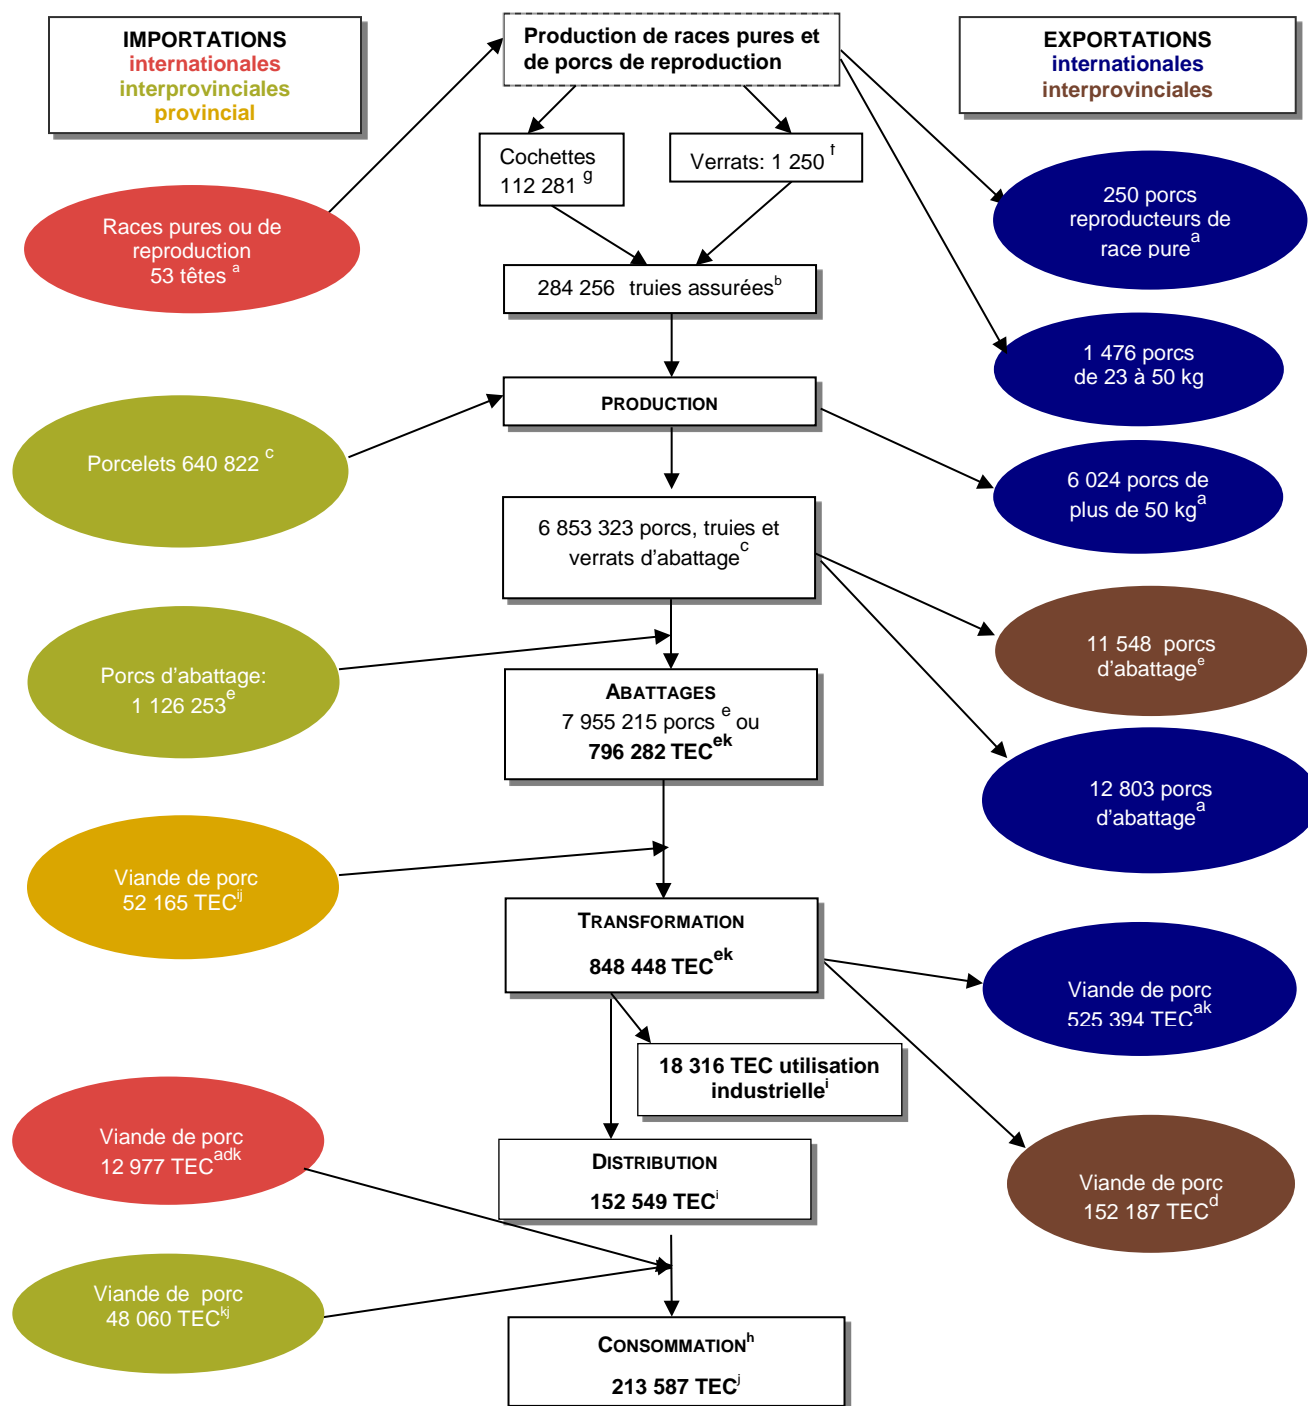 IMPORTATIONS
internationales
interprovinciales
provincial
Production de races pures et
de porcs de reproduction
EXPORTATIONS
internationales
interprovinciales
Cochettes
112 281 g
Verrats: 1 250 f
Races pures ou de
reproduction
53 têtes a
250 porcs
reproducteurs de
race pure a
284 256 truies assurées b
1 476 porcs
de 23 à 50 kg
PRODUCTION
Porcelets 640 822 c
6 024 porcs de
plus de 50 kg a
6 853 323 porcs, truies et
verrats d'abattage c
11 548 porcs
d'abattage e
Porcs d'abattage:
1 126 253 e
ABATTAGES
7 955 215 porcs e ou
796 282 TEC ek
12 803 porcs
d'abattage a
Viande de porc
52 165 TEC ij
TRANSFORMATION
848 448 TEC ek
Viande de porc
525 394 TEC ak
18 316 TEC utilisation
industrielle i
Viande de porc
12 977 TEC adk
DISTRIBUTION
152 549 TEC i
Viande de porc
152 187 TEC d
Viande de porc
48 060 TEC kj
CONSOMMATION h
213 587 TEC j